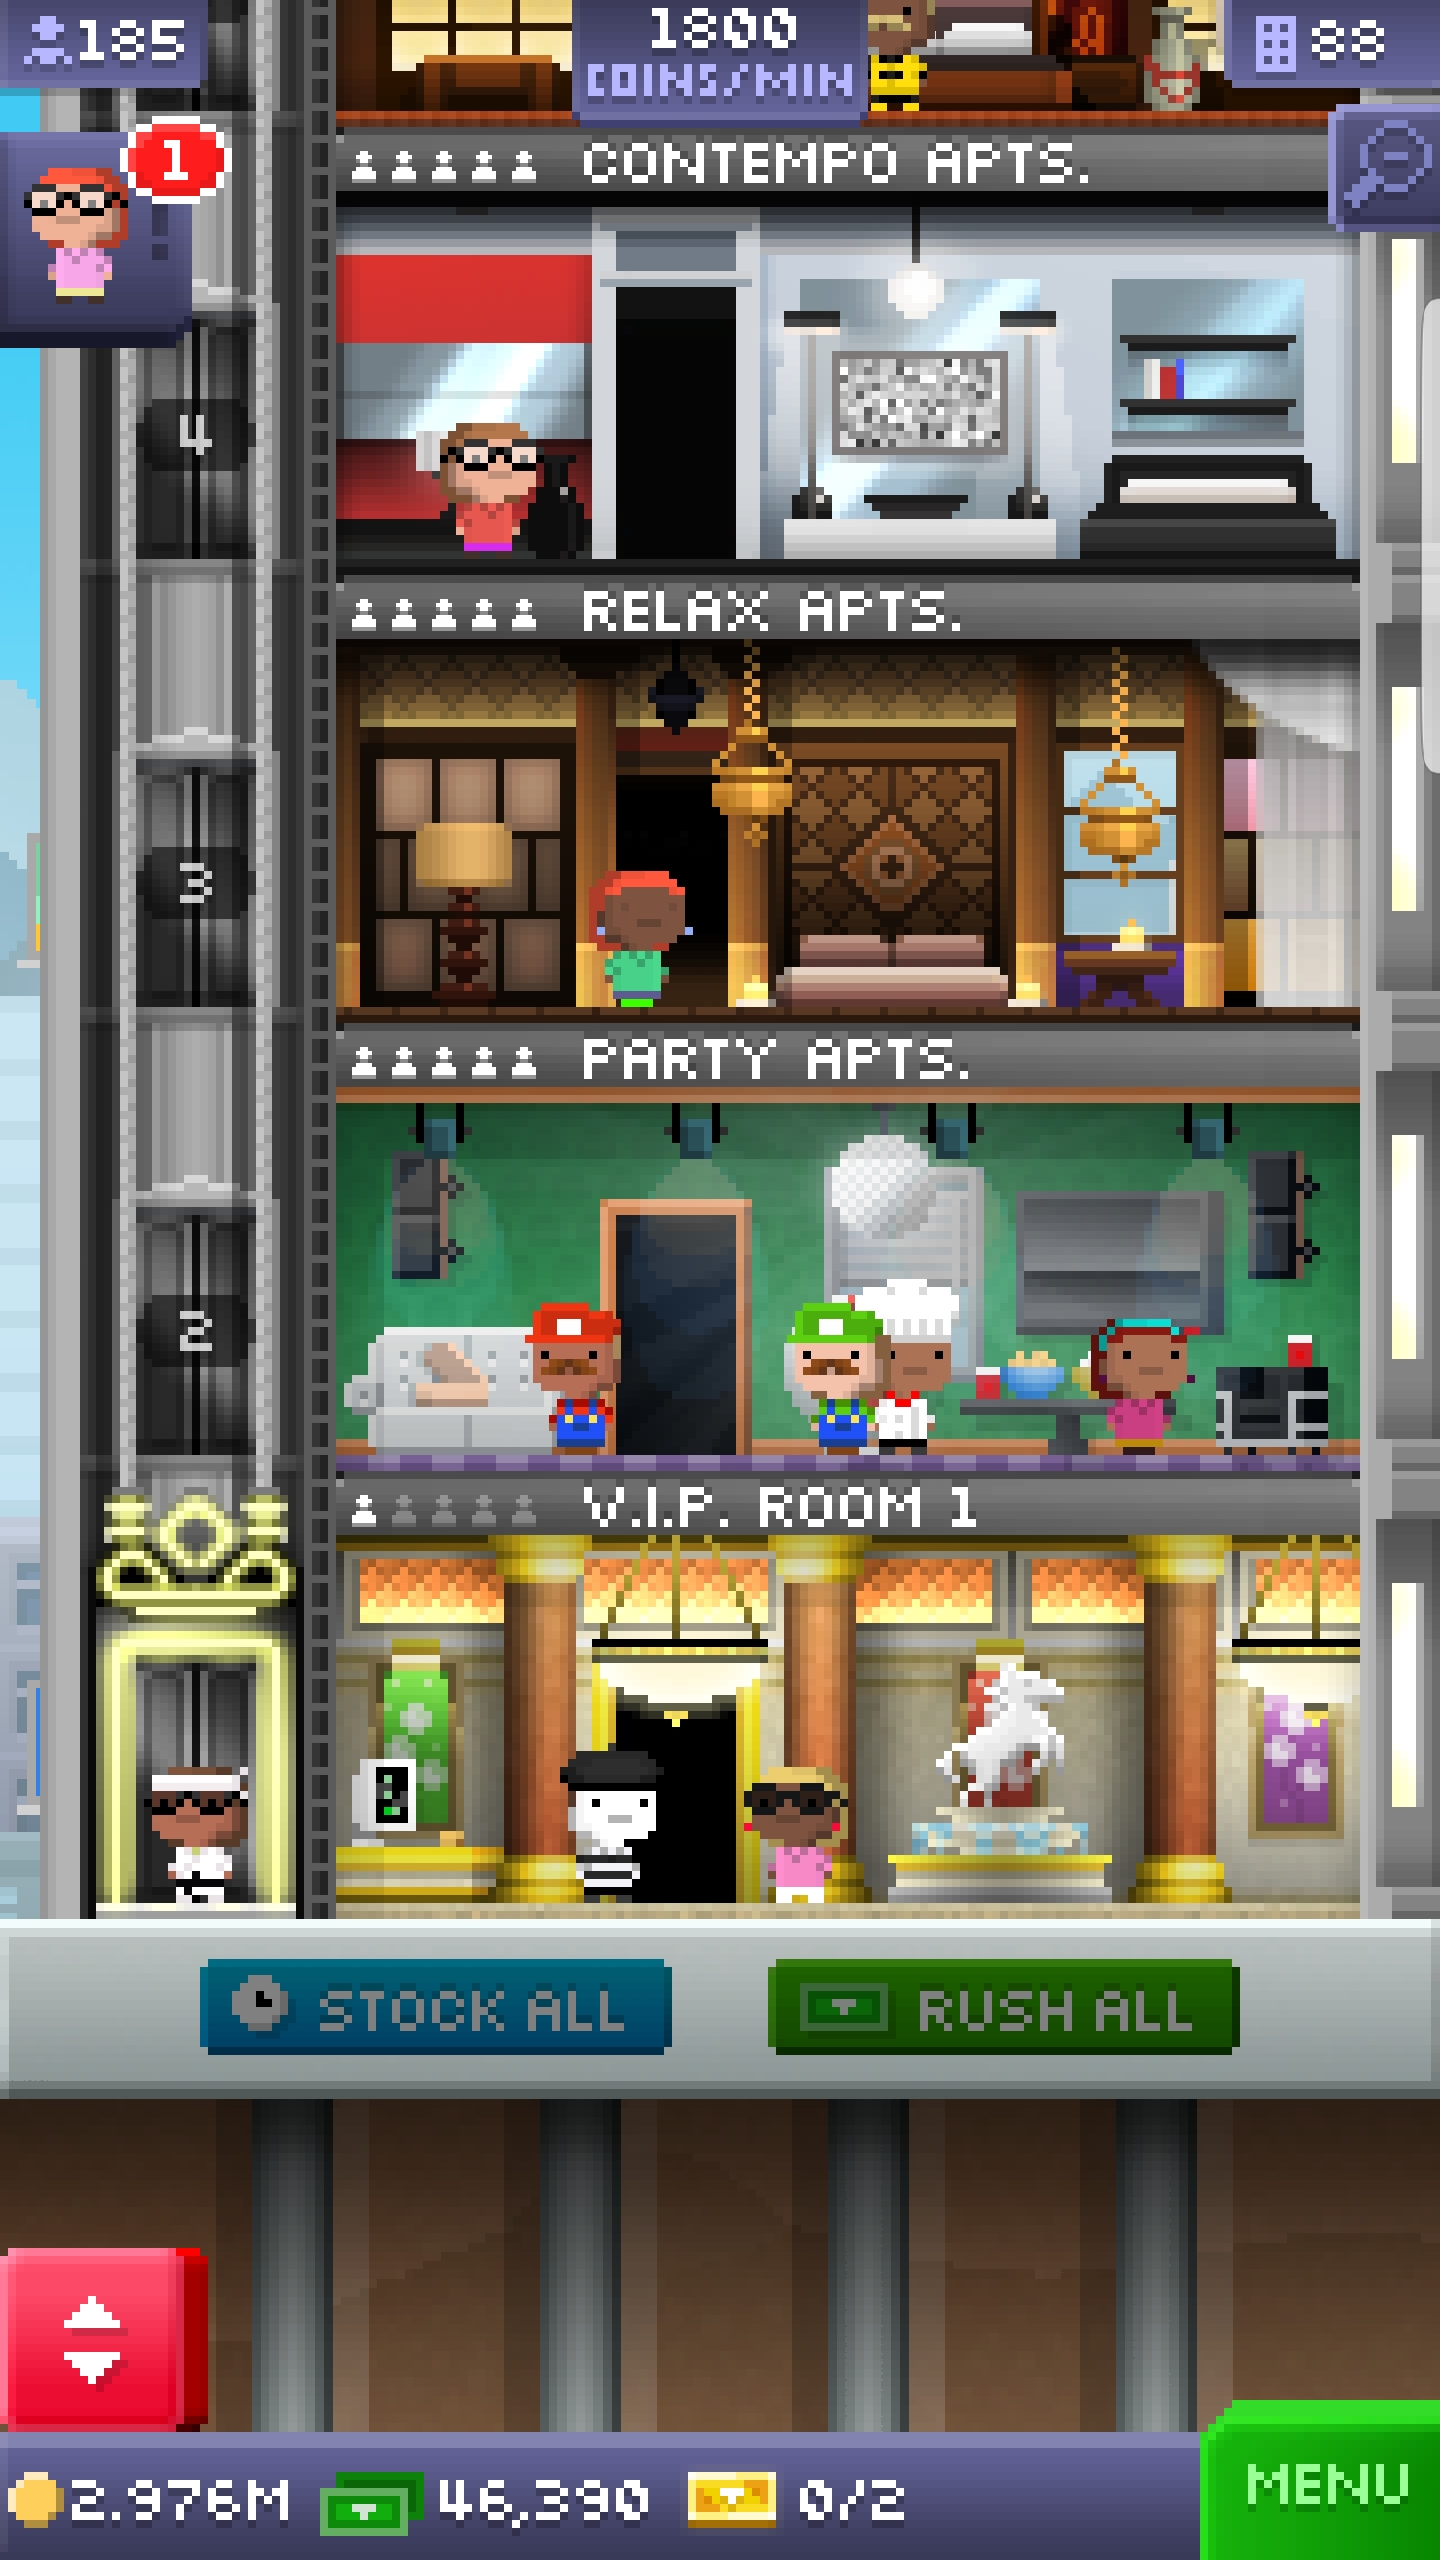 185
1800
COINS/MIN
88
1
CONTEMPO APTS.
4
RELAX APTS.
3
PARTY APTS.
2
V.I.P. ROOM 1
STOCK ALL
RUSH ALL
2.976M
46,390
0/2
MENU